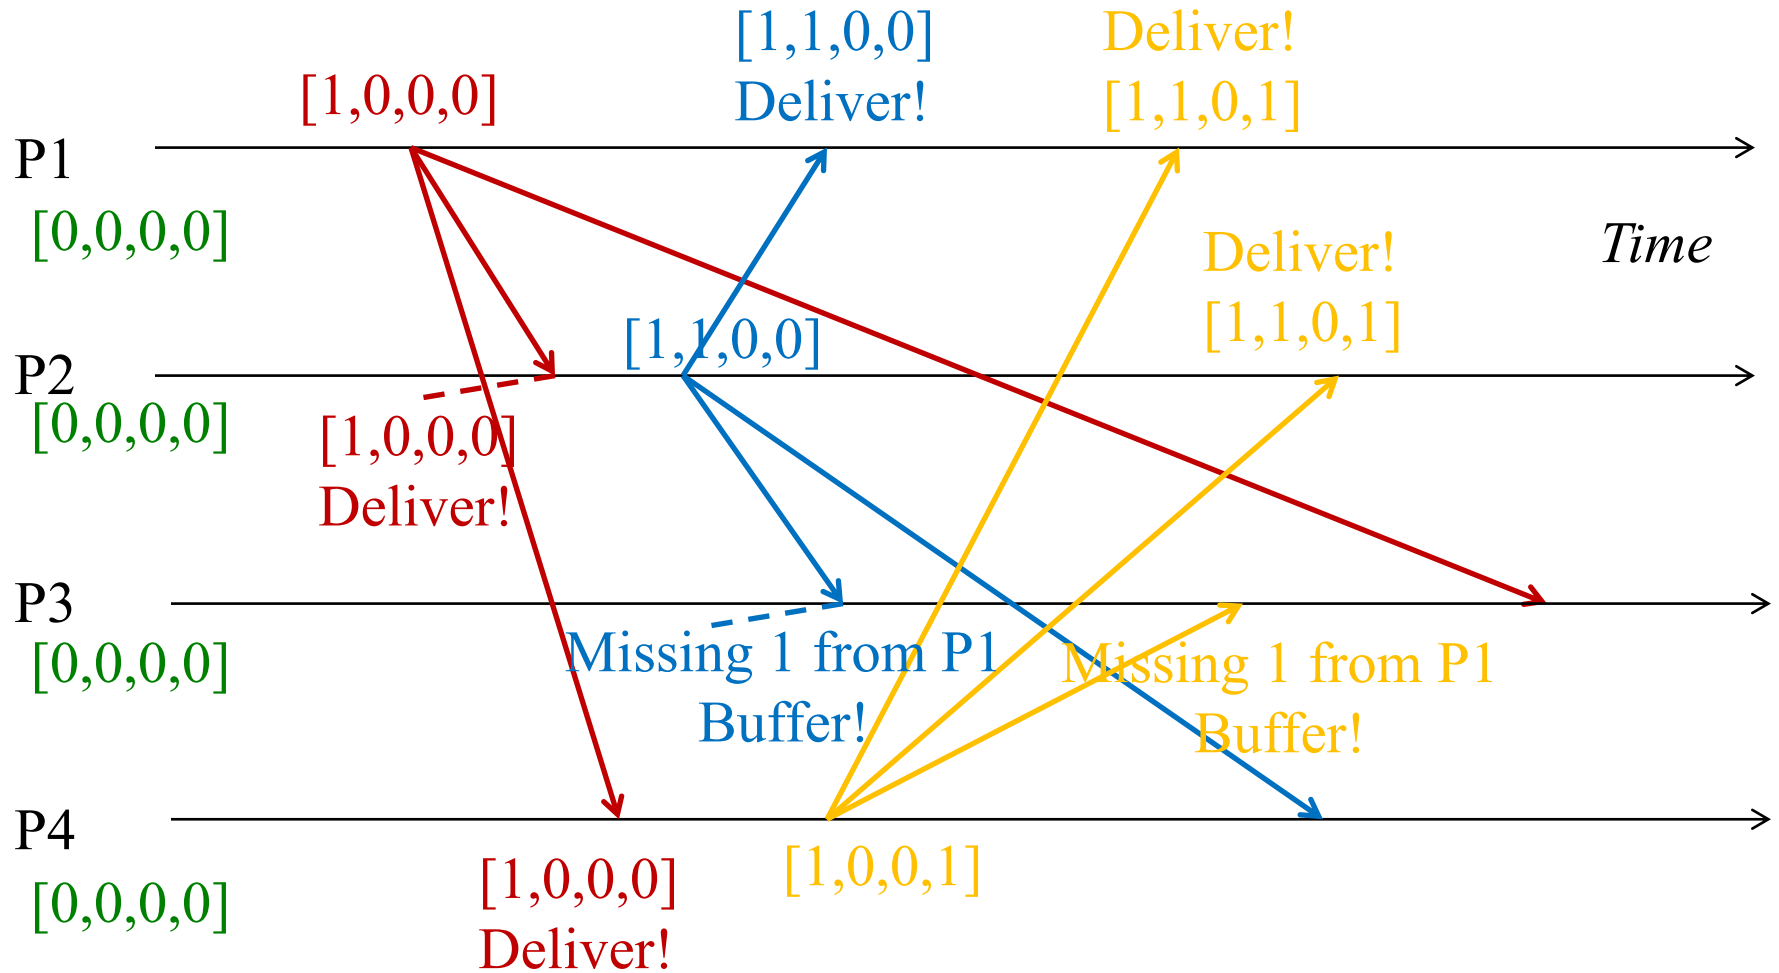 [1,1,0,0]
Deliver!
Deliver!
[1,1,0,1]
[1,0,0,0]
P1
[0,0,0,0]
Time
Deliver!
[1,1,0,1]
[1,1,0,0]
P2
[0,0,0,0]
[1,0,0,0]
Deliver!
P3
[0,0,0,0]
Missing 1 from P1
Buffer!
Missing 1 from P1
Buffer!
P4
[0,0,0,0]
[1,0,0,0]
Deliver!
[1,0,0,1]